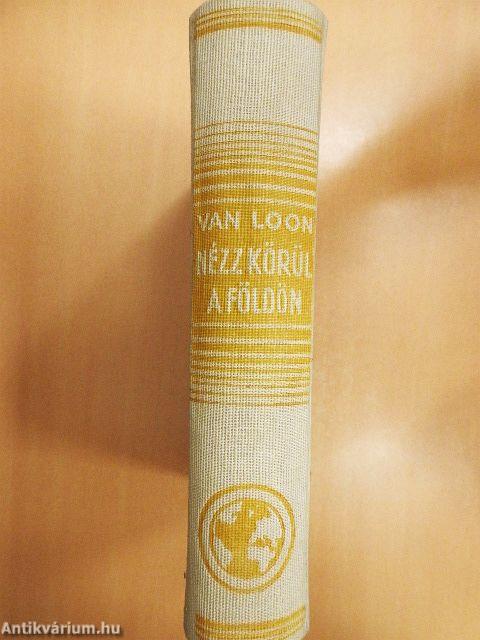 VAN LOON
NÉZZ KÖRÜL
A FÖLDÖN
Antikvárium.hu